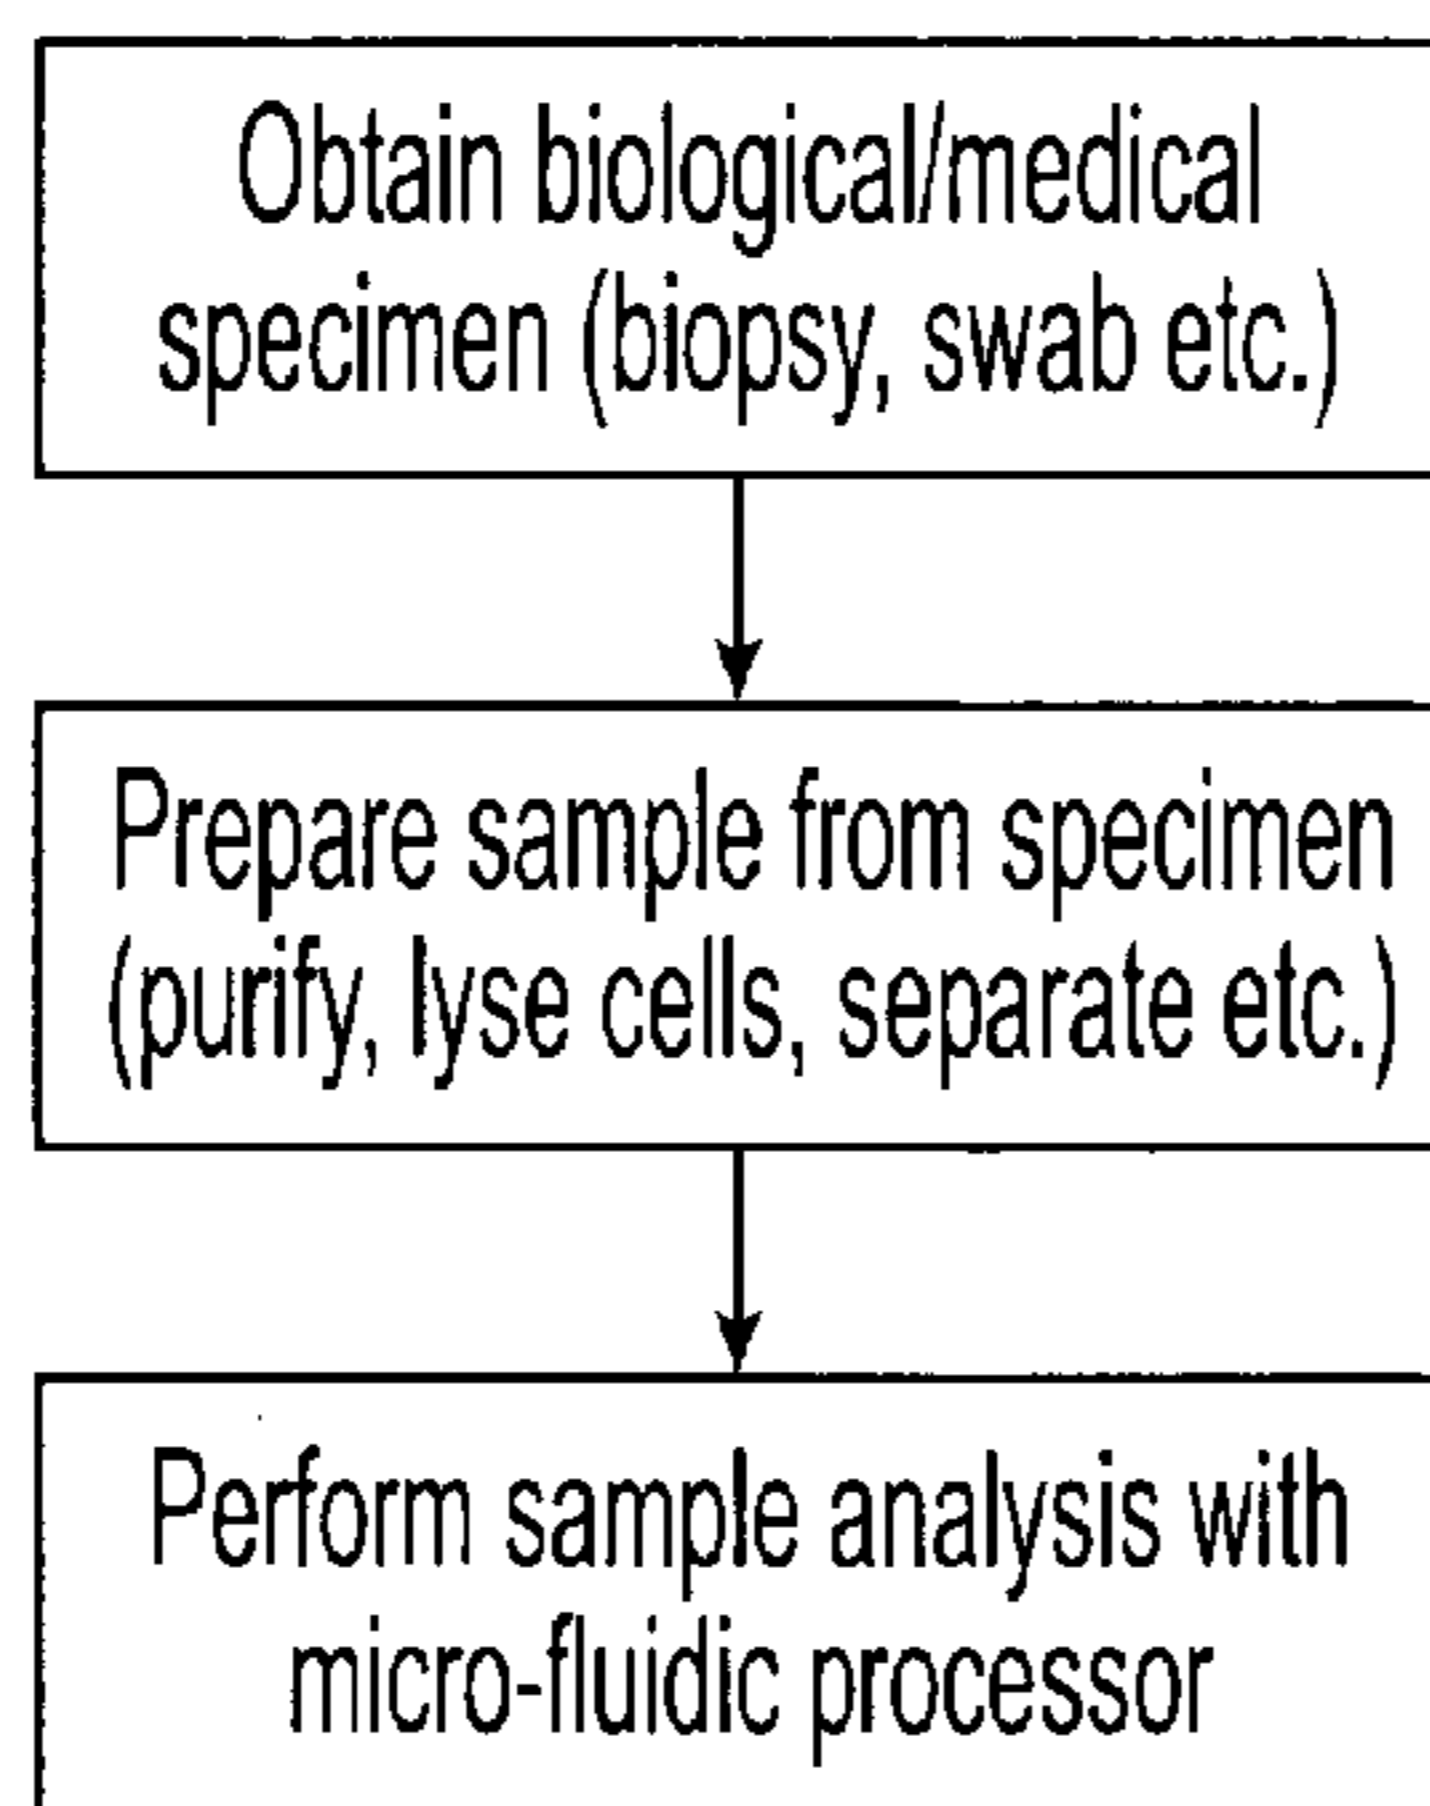 Obtain biological/medical
specimen (biopsy, swab etc.)
Prepare sample from specimen
(purify, lyse cells, separate etc.)
Perform sample analysis with
micro-fluidic processor